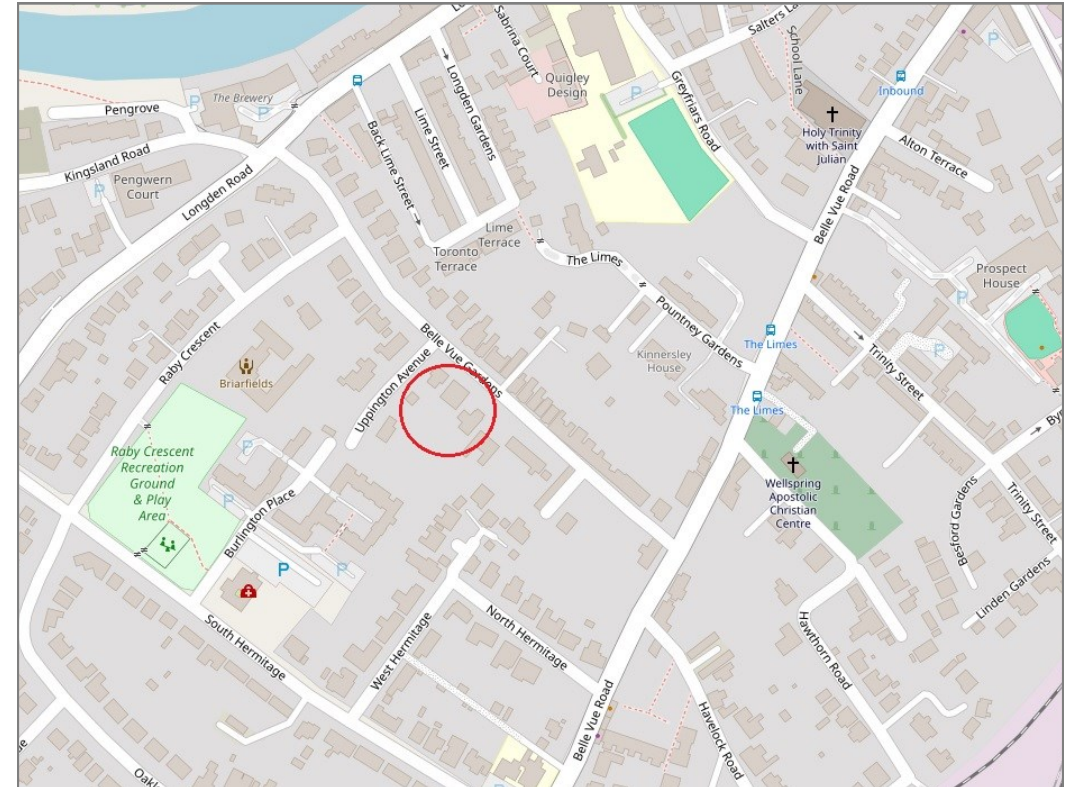 Sabrina Court
Salters
School Lane
P
Inbound
Quigley
Design
P
Greyfriars Road
Longden Gardens
Lime Street
Back Lime Street
The Brewery
P
P
Pengrove
Kingsland Road
P
Pengwern
Court
Longden Road
Holy Trinity
with Saint
Julian
Alton Terrace
Belle Vue Road
Lime
Terrace
Toronto
Terrace
The Limes
Prospect
House
P
Pountney Gardens
The Limes
Kinnersley
House
Trinity Street
P
The Limes
Raby Crescent
Briarfields
Belle Vue Gardens
Uppington Avenue
Raby Crescent
Recreation
Ground
& Play
Area
P
P
Burlington Place
P
P
Wellspring
Apostolic
Christian
Centre
Besford Gardens
Trinity Street
Linden Gardens
South Hermitage
West Hermitage
North Hermitage
Hawthorn Road
Belle Vue Road
Havelock Road
P